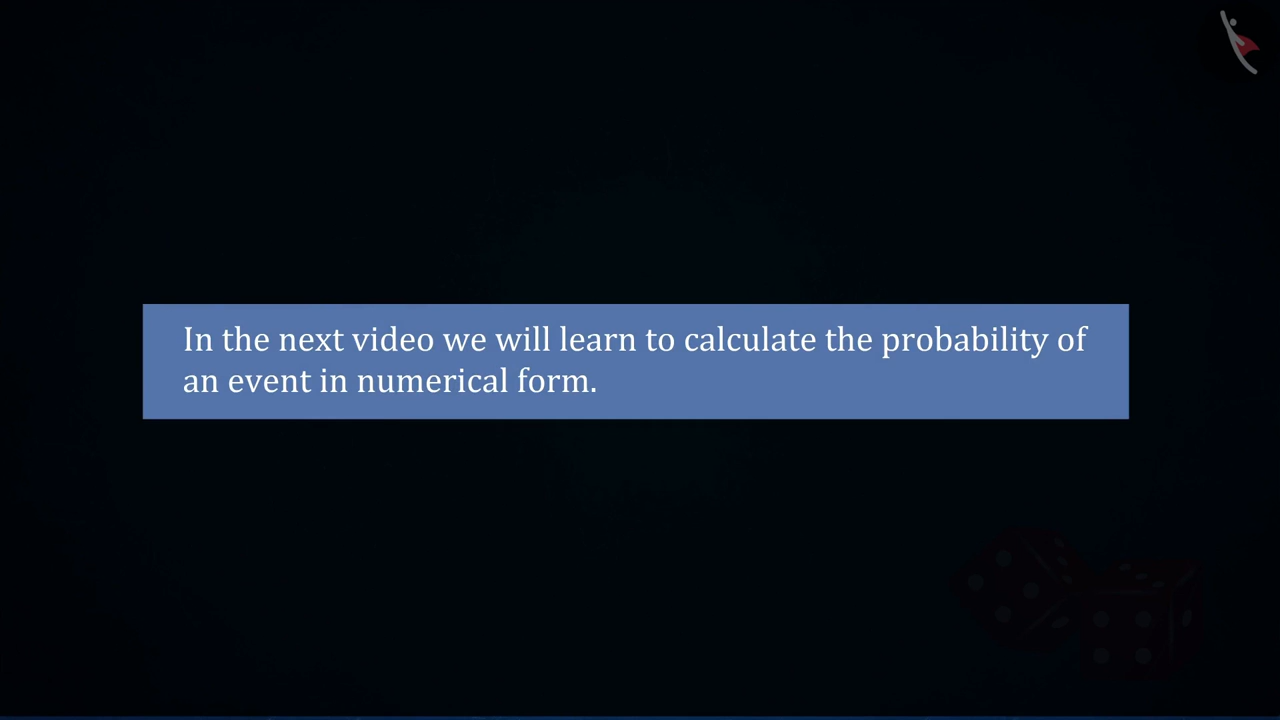 In the next video we will learn to calculate the probability of
an event in numerical form.